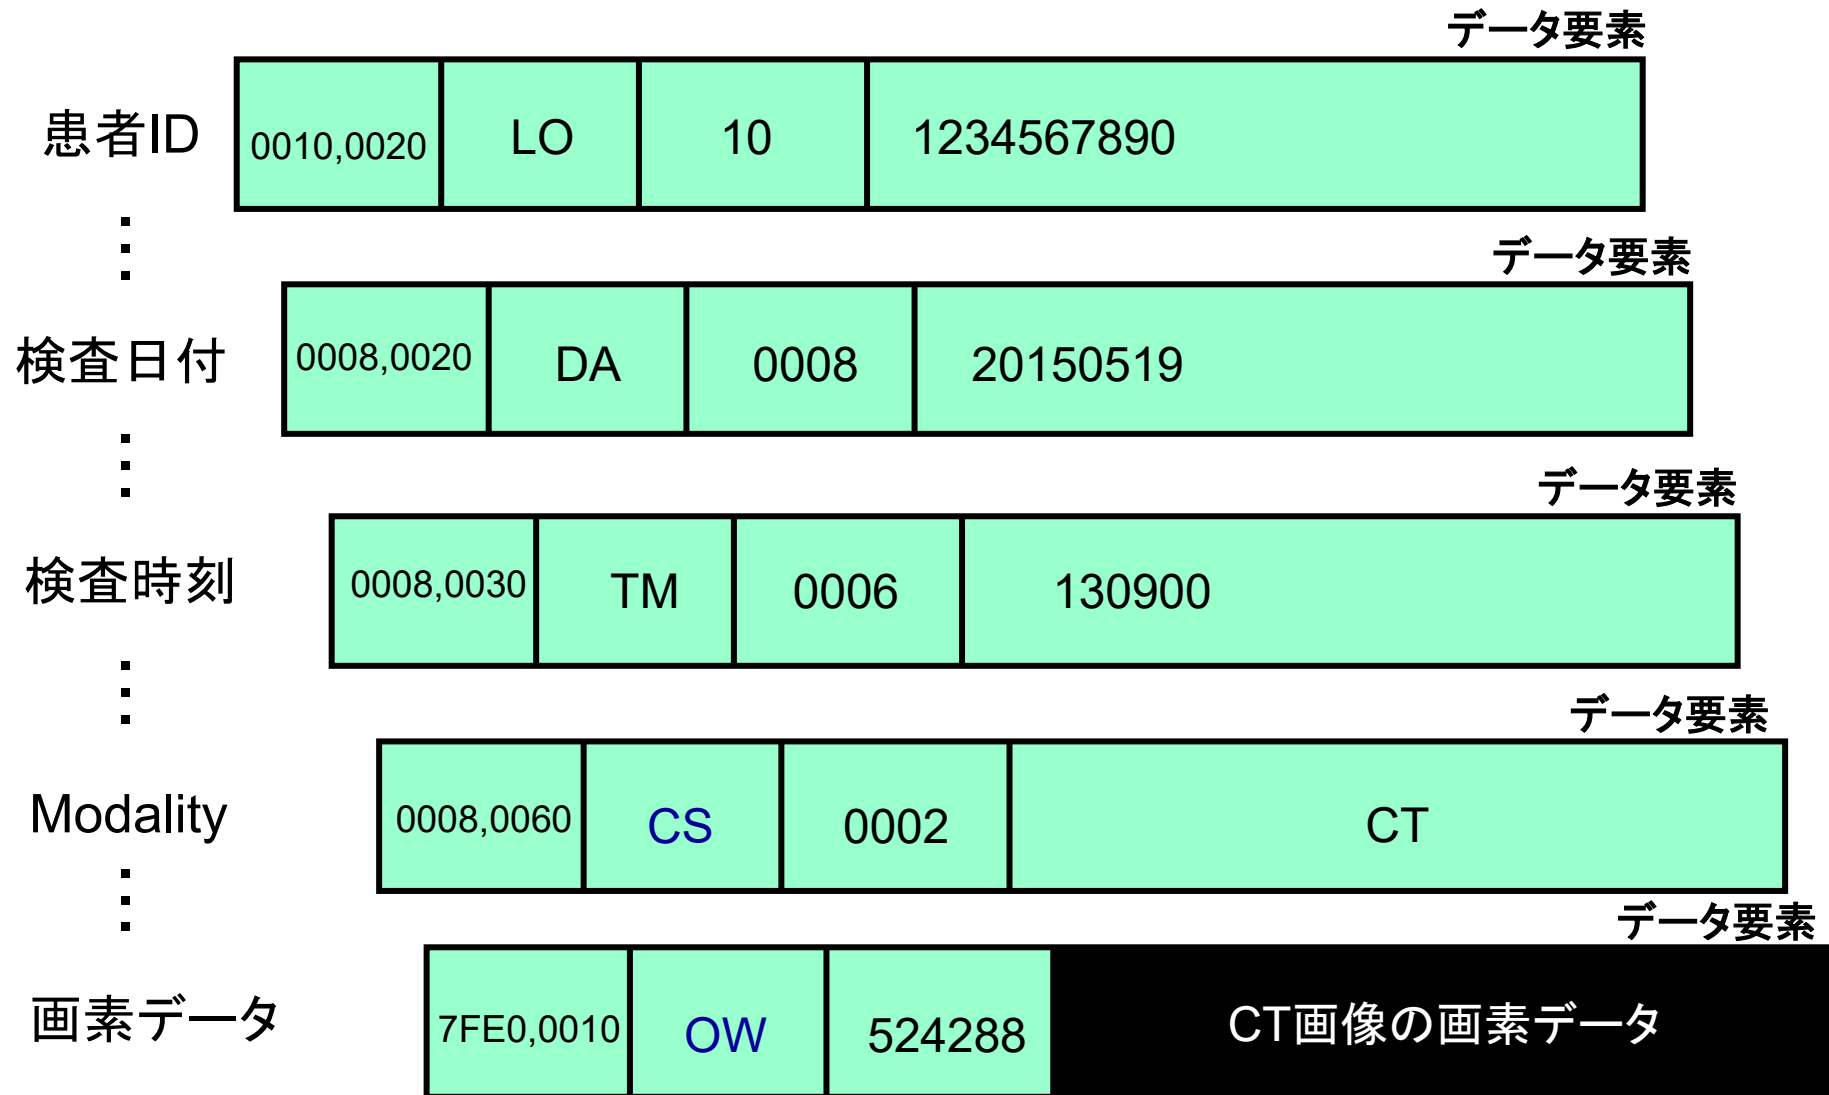 データ要素
患者ID 0010,0020 LO 10 1234567890
データ要素
検査日付 0008,0020 DA 0008 20150519
データ要素
検査時刻 0008,0030 TM 0006 130900
データ要素
Modality 0008,0060 CS 0002 CT
データ要素
画素データ 7FE0,0010 OW 524288 CT画像の画素データ